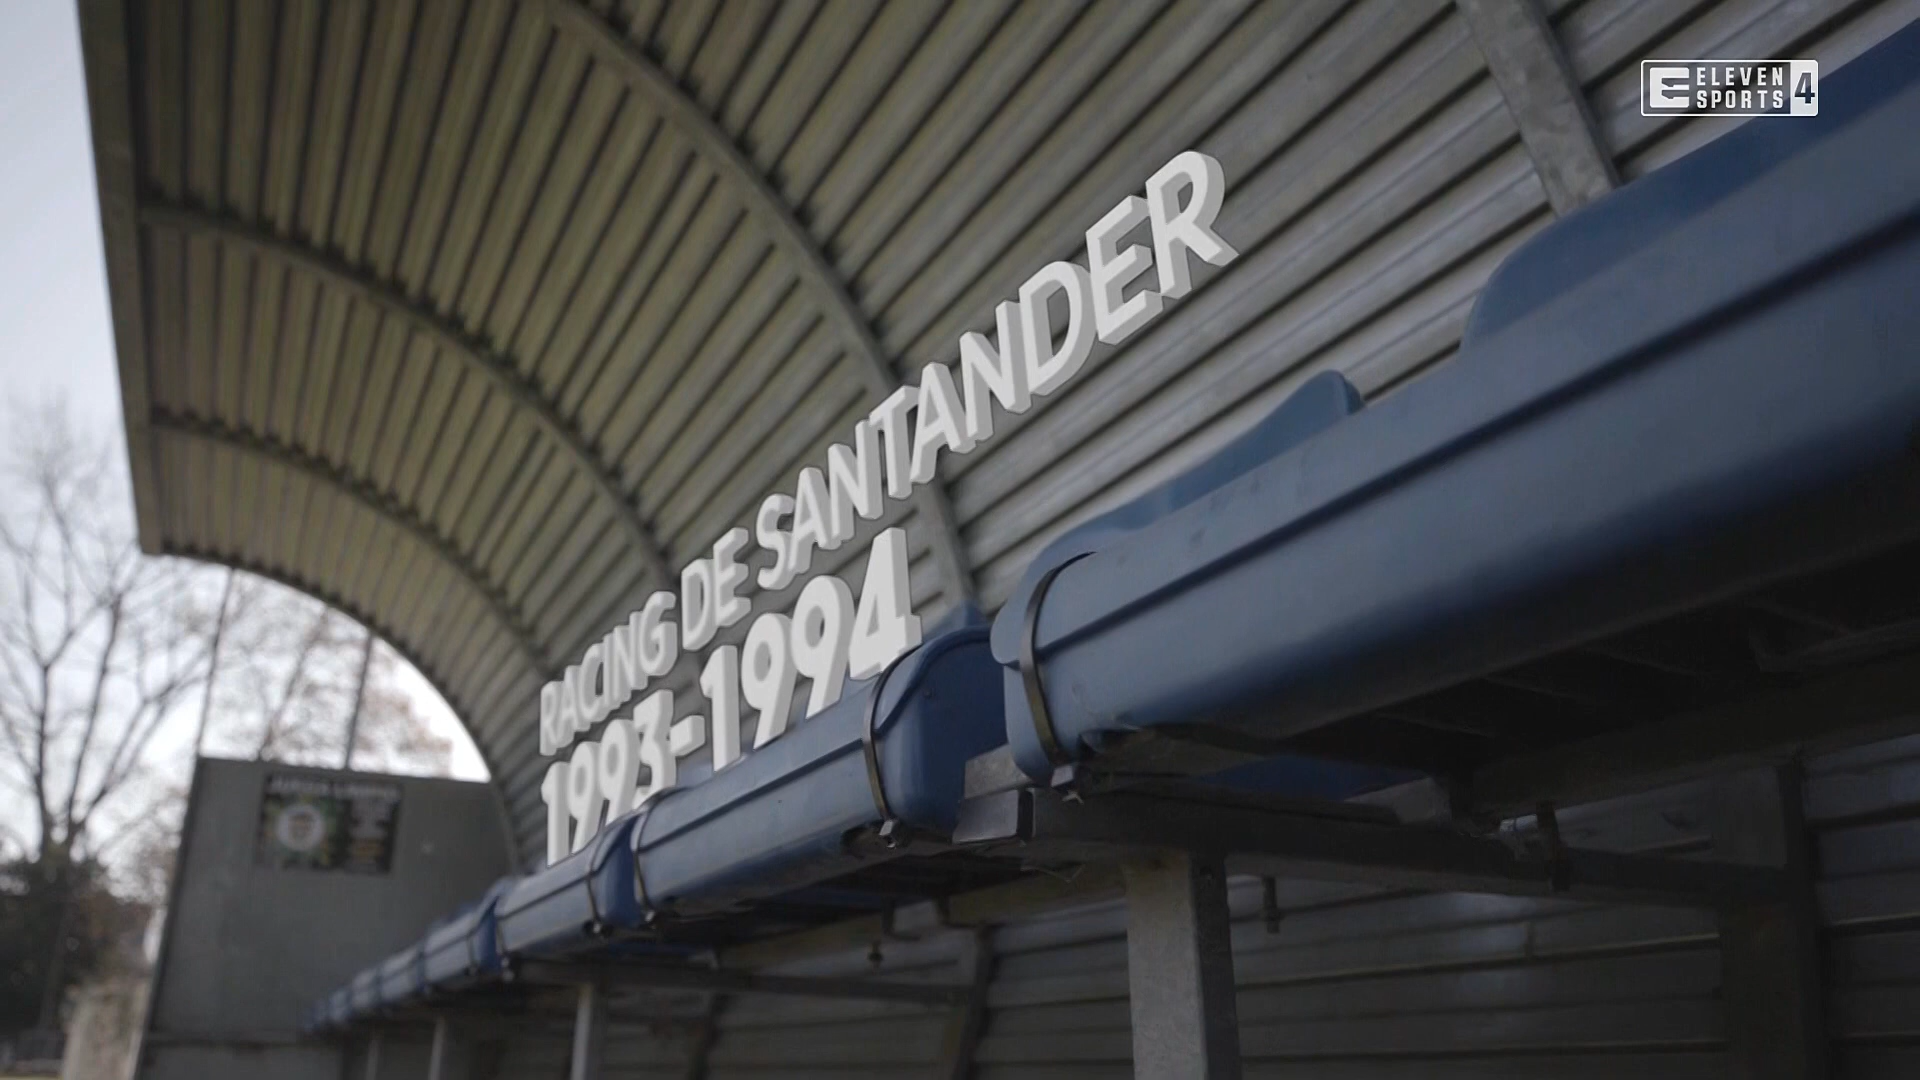 ELEVEN
SPORTS 4
RACING DE SANTANDER
1993-1994